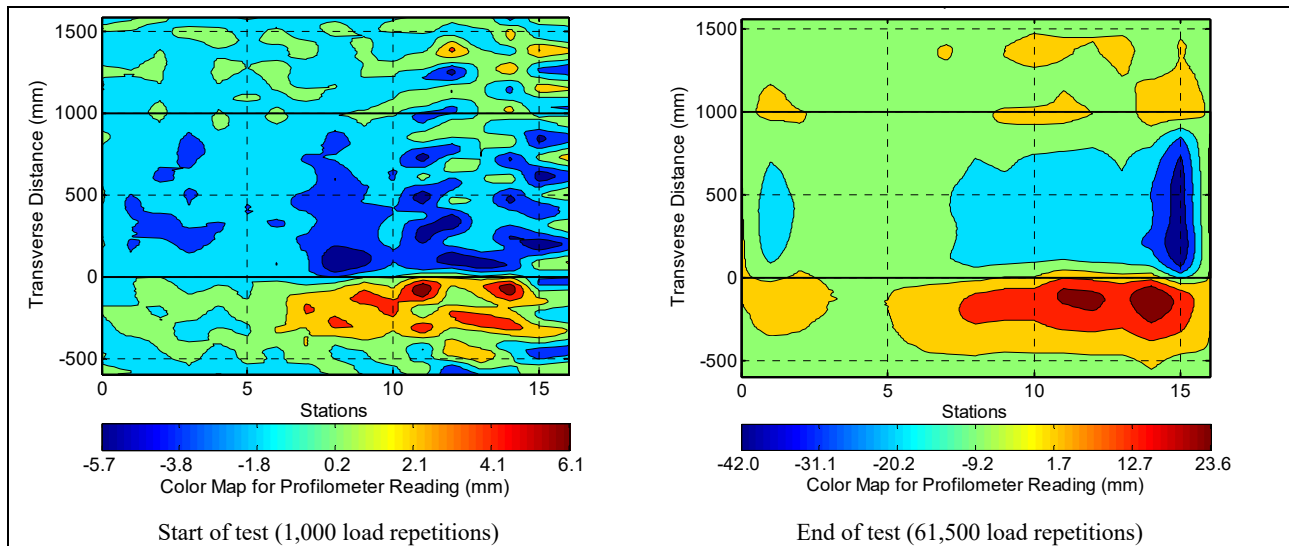 1500
1000
500
0
-500
Transverse Distance (mm)
0 5 10 15
Stations
-5.7 -3.8 -1.8 0.2 2.1 4.1 6.1
Color Map for Profilometer Reading (mm)
Start of test (1,000 load repetitions)
1500
1000
500
0
-500
Transverse Distance (mm)
0 5 10 15
Stations
-42.0 -31.1 -20.2 -9.2 1.7 12.7 23.6
Color Map for Profilometer Reading (mm)
End of test (61,500 load repetitions)